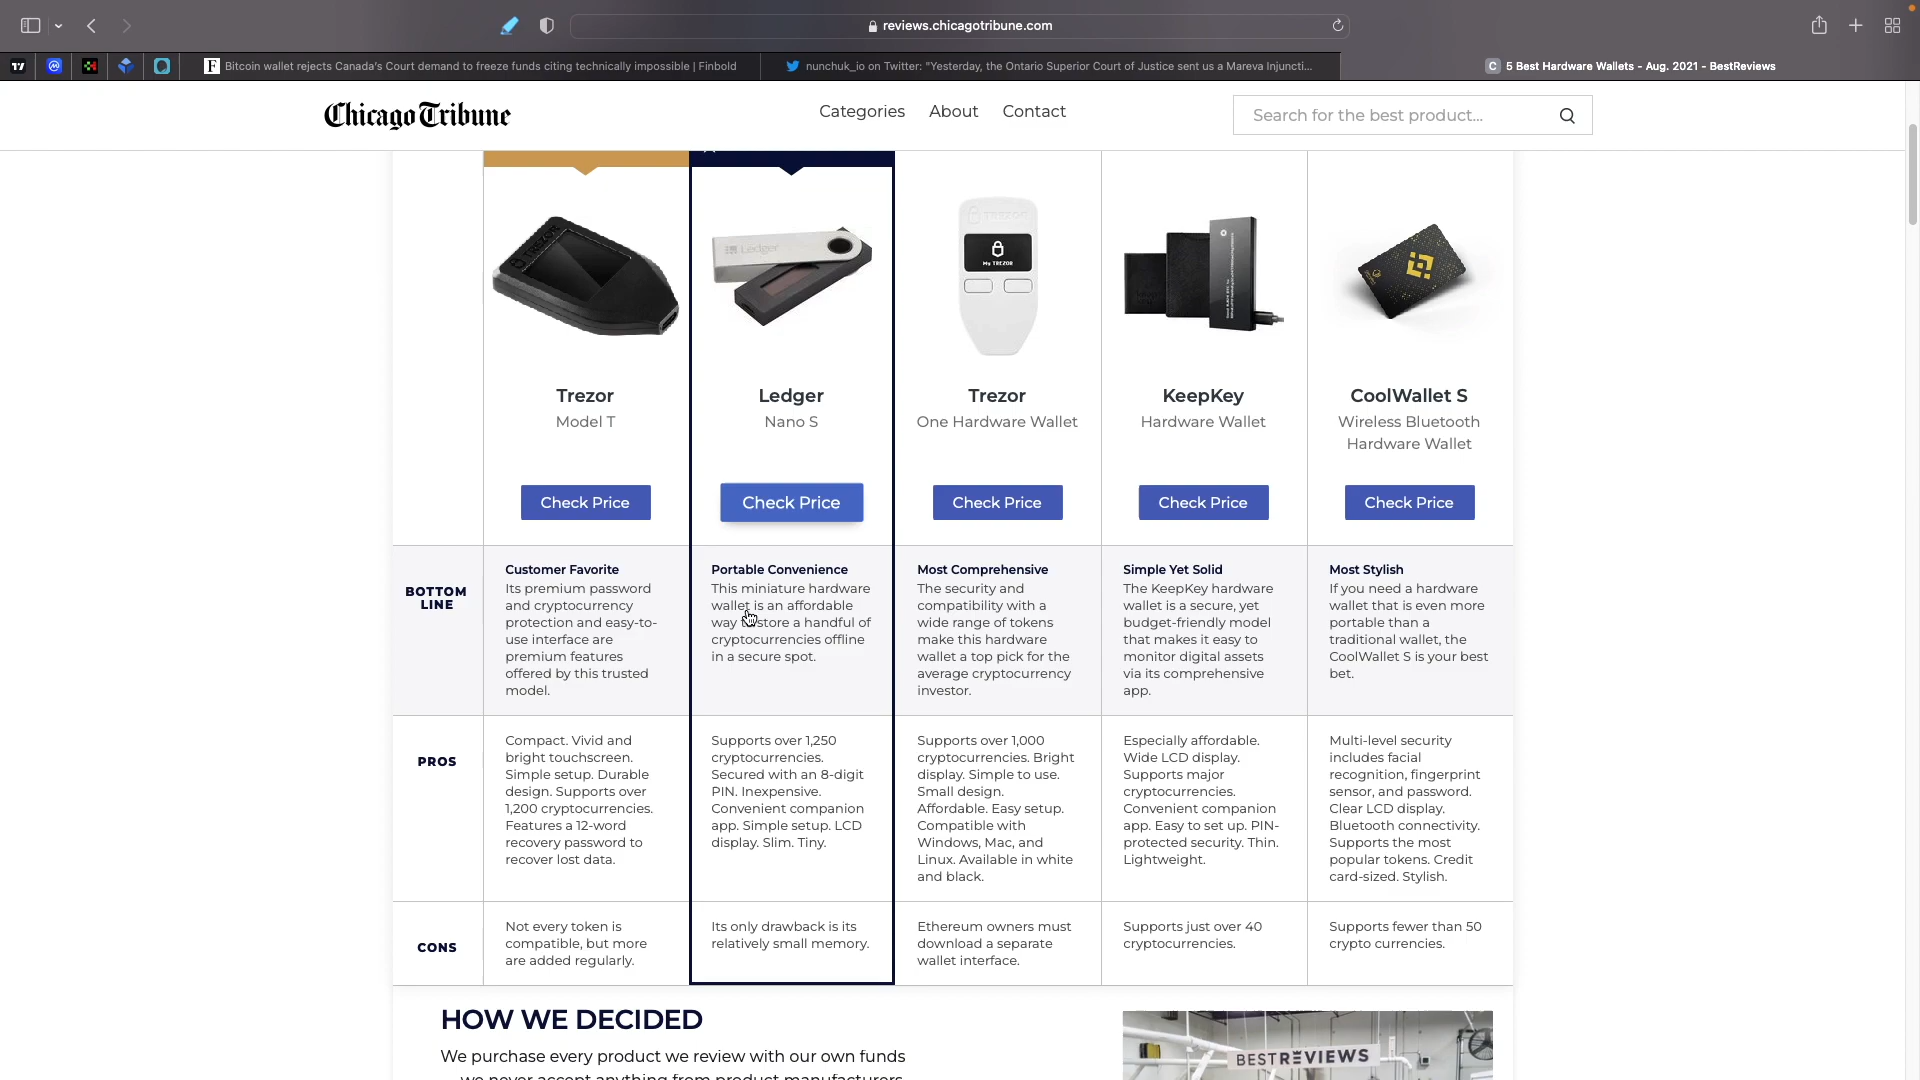 reviews.chicagotribune.com
Bitcoin wallet rejects Canada's Court demand to freeze funds citing technically impossible | Finbold
nunchuk_io on Twitter: "Yesterday, the Ontario Superior Court of Justice sent us a Mareva Injuncti...
C 5 Best Hardware Wallets - Aug. 2021 - BestReviews
Chicago Tribune
Categories About Contact
Search for the best product...
TREZOR
Ledger
TREZOR
My TREZOR
Trezor
Model T
Check Price
Ledger
Nano S
Check Price
Trezor
One Hardware Wallet
Check Price
KeepKey
Hardware Wallet
Check Price
CoolWallet S
Wireless Bluetooth
Hardware Wallet
Check Price
BOTTOM
LINE
Customer Favorite
Its premium password
and cryptocurrency
protection and easy-to-
use interface are
premium features
offered by this trusted
model.
Portable Convenience
This miniature hardware
wallet is an affordable
way to store a handful of
cryptocurrencies offline
in a secure spot.
Most Comprehensive
The security and
compatibility with a
wide range of tokens
make this hardware
wallet a top pick for the
average cryptocurrency
investor.
Simple Yet Solid
The KeepKey hardware
wallet is a secure, yet
budget-friendly model
that makes it easy to
monitor digital assets
via its comprehensive
app.
Most Stylish
If you need a hardware
wallet that is even more
portable than a
traditional wallet, the
CoolWallet S is your best
bet.
PROS
Compact. Vivid and
bright touchscreen.
Simple setup. Durable
design. Supports over
1,200 cryptocurrencies.
Features a 12-word
recovery password to
recover lost data.
Supports over 1,250
cryptocurrencies.
Secured with an 8-digit
PIN. Inexpensive.
Convenient companion
app. Simple setup. LCD
display. Slim. Tiny.
Supports over 1,000
cryptocurrencies. Bright
display. Simple to use.
Small design.
Affordable. Easy setup.
Compatible with
Windows, Mac, and
Linux. Available in white
and black.
Especially affordable.
Wide LCD display.
Supports major
cryptocurrencies.
Convenient companion
app. Easy to set up. PIN-
protected security. Thin.
Lightweight.
Multi-level security
includes facial
recognition, fingerprint
sensor, and password.
Clear LCD display.
Bluetooth connectivity.
Supports the most
popular tokens. Credit
card-sized. Stylish.
CONS
Not every token is
compatible, but more
are added regularly.
Its only drawback is its
relatively small memory.
Ethereum owners must
download a separate
wallet interface.
Supports just over 40
cryptocurrencies.
Supports fewer than 50
crypto currencies.
HOW WE DECIDED
We purchase every product we review with our own funds
we never accept anything from product manufacturers.
BESTREVIEWS